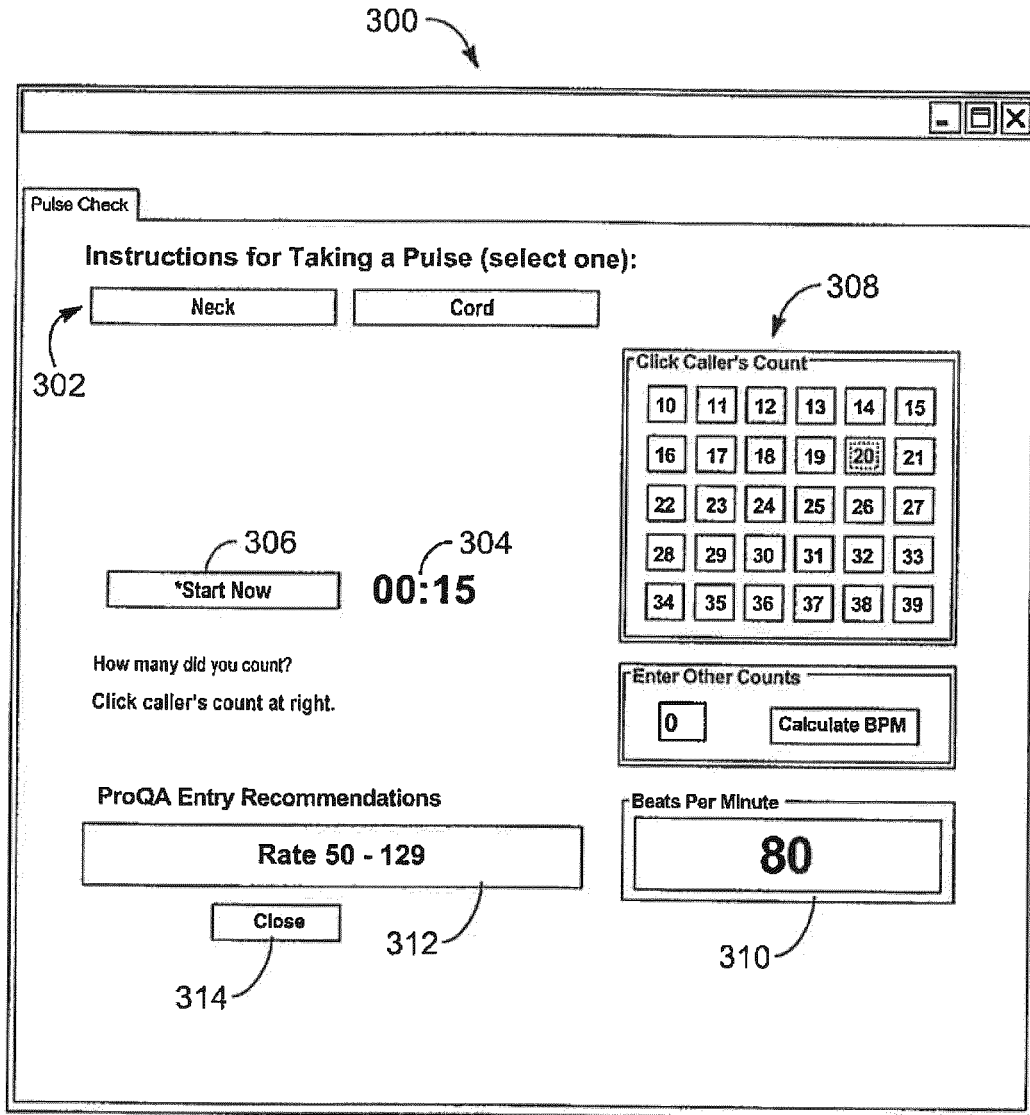 300
Pulse Check
Instructions for Taking a Pulse (select one):
Neck Cord
302
308
Click Caller's Count
10 11 12 13 14 15
16 17 18 19 20 21
22 23 24 25 26 27
28 29 30 31 32 33
34 35 36 37 38 39
306 304
*Start Now 00:15
How many did you count?
Click caller's count at right.
Enter Other Counts
0 Calculate BPM
ProQA Entry Recommendations
Rate 50 - 129
Beats Per Minute
80
Close
312
310
314